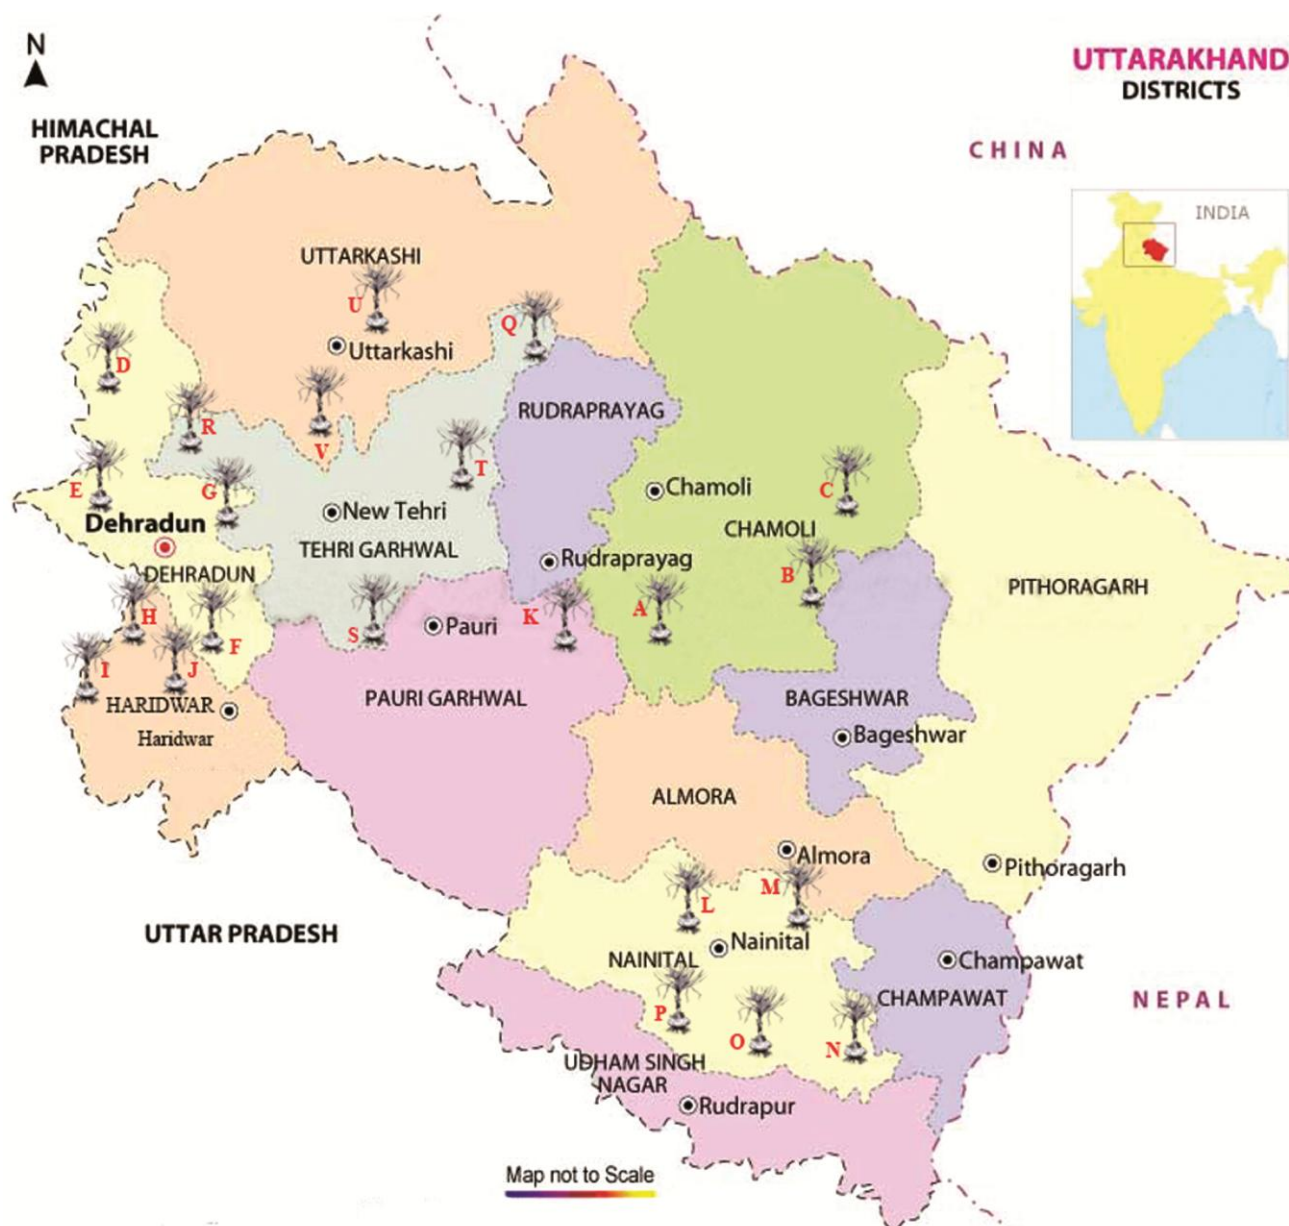 N
HIMACHAL
PRADESH
UTTARAKHAND
DISTRICTS
CHINA
INDIA
UTTARKASHI
U
Q
Uttarkashi
D
R
RUDRAPRAYAG
V
T
E
G
C
Chamoli
New Tehri
Dehradun
CHAMOLI
TEHRI GARHWAL
Rudraprayag
DEHRADUN
B
PITHORAGARH
H
K
A
S
Pauri
F
I
J
PAURI GARHWAL
BAGESHWAR
HARIDWAR
Haridwar
Bageshwar
ALMORA
Almora
Pithoragarh
M
L
UTTAR PRADESH
Nainital
NAINITAL
Champawat
CHAMPAWAT
NEPAL
P
O
N
UDHAM SINGH
NAGAR
Rudrapur
Map not to Scale